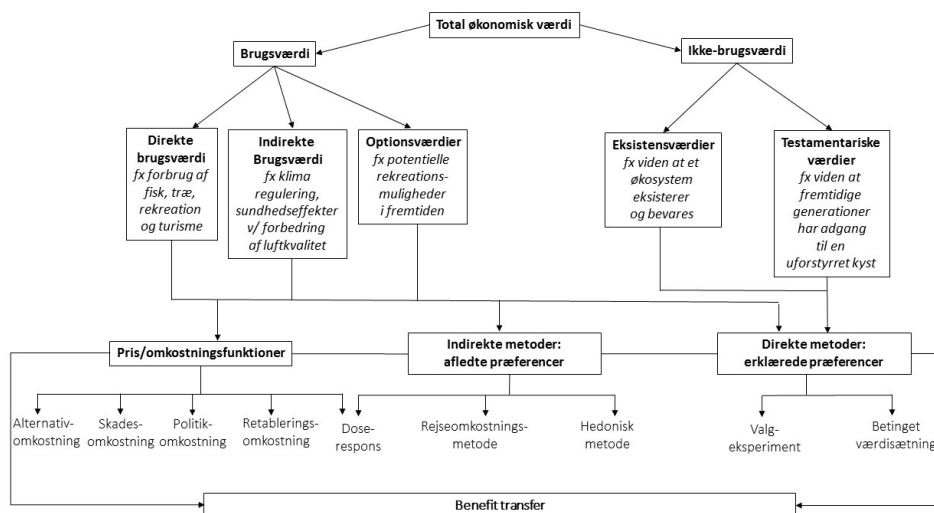 Total økonomisk værdi
Brugsværdi
Ikke-brugsværdi
Direkte
brugsværdi
fx forbrug af
fisk, træ,
rekreation
og turisme
Indirekte
Brugsværdi
fx klima
regulering,
sundhedseffekter
v/ forbedring
af luftkvalitet
Optionsværdier
fx potentielle
rekreations-
muligheder
i fremtiden
Eksistensværdier
fx viden at et
økosystem
eksisterer
og bevares
Testamentariske
værdier
fx viden at
fremtidige
generationer
har adgang
til en
uforstyrret kyst
Pris/omkostningsfunktioner
Indirekte metoder:
afledte præferencer
Direkte metoder:
erklærede præferencer
Alternativ-
omkostning
Skades-
omkostning
Politik-
omkostning
Retablerings-
omkostning
Dose-
respons
Rejseomkostnings-
metode
Hedonisk
metode
Valg-
eksperiment
Betinget
værdisætning
Benefit transfer